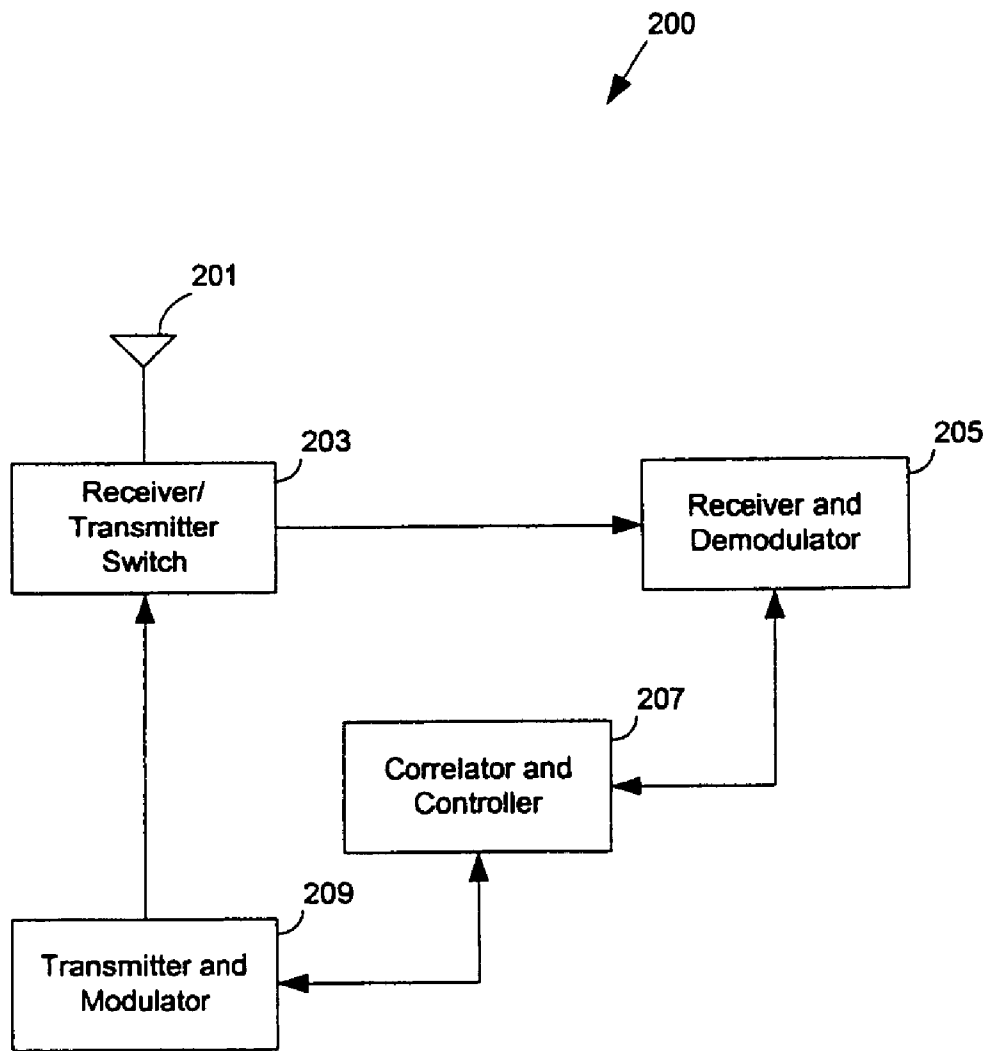 200
201
203
Receiver/
Transmitter
Switch
205
Receiver and
Demodulator
207
Correlator and
Controller
209
Transmitter and
Modulator